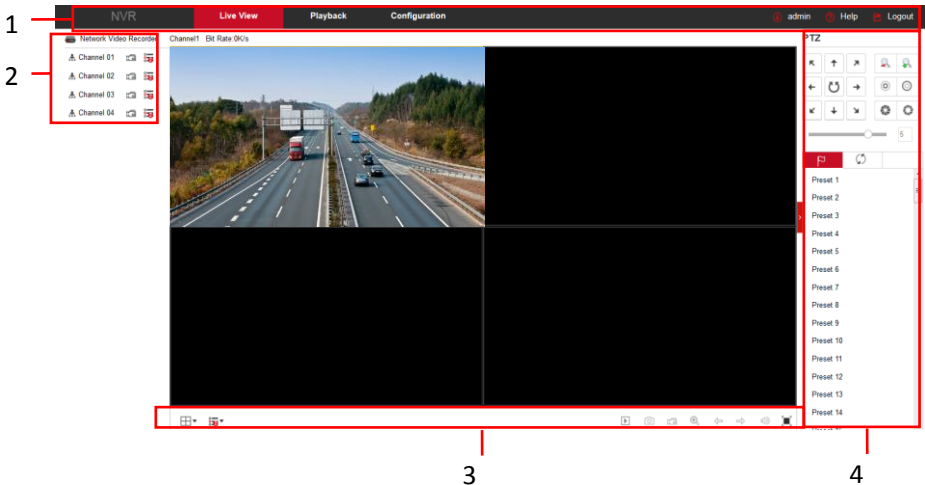 1
NVR Live View Playback Configuration admin Help Logout
2
Network Video Recorder
Channel 01
Channel 02
Channel 03
Channel 04
Channel1 Bit Rate:0K/s
PTZ
5
Preset 1
Preset 2
Preset 3
Preset 4
Preset 5
Preset 6
Preset 7
Preset 8
Preset 9
Preset 10
Preset 11
Preset 12
Preset 13
Preset 14
3
4